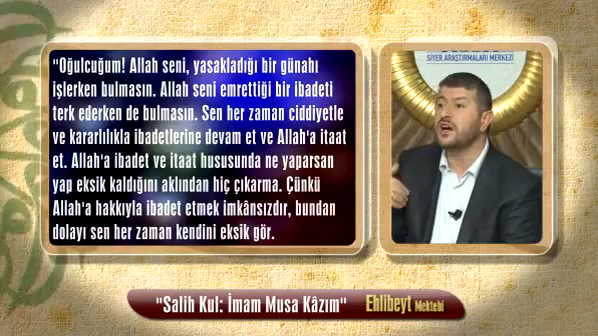 "Oğulcuğum! Allah seni, yasakladığı bir günahı
işlerken bulmasın. Allah seni emrettiği bir ibadeti
terk ederken de bulmasın. Sen her zaman ciddiyetle
ve kararlılıkla ibadetlerine devam et ve Allah'a itaat
et. Allah'a ibadet ve itaat hususunda ne yaparsan
yap eksik kaldığını aklından hiç çıkarma. Çünkü
Allah'a hakkıyla ibadet etmek imkânsızdır, bundan
dolayı sen her zaman kendini eksik gör.
SİYER ARAŞTIRMALARI MERKEZİ
"Salih Kul: İmam Musa Kâzım" Ehlibeyt Mektebi